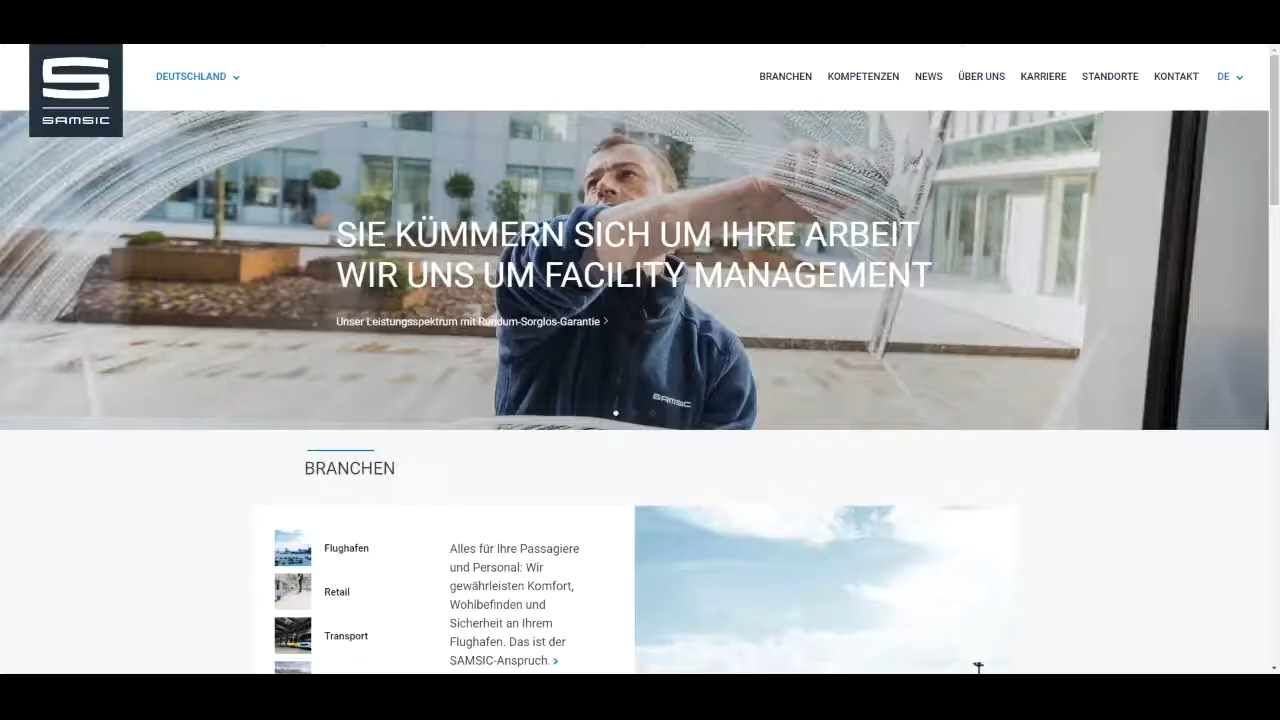 SAMSIC
DEUTSCHLAND
BRANCHEN KOMPETENZEN NEWS ÜBER UNS KARRIERE STANDORTE KONTAKT DE
SIE KÜMMERN SICH UM IHRE ARBEIT
WIR UNS UM FACILITY MANAGEMENT
Unser Leistungsspektrum mit Rundum-Sorglos-Garantie
SAMSIC
BRANCHEN
Flughafen
Retail
Transport
Alles für Ihre Passagiere
und Personal: Wir
gewährleisten Komfort,
Wohlbefinden und
Sicherheit an Ihrem
Flughafen. Das ist der
SAMSIC-Anspruch.